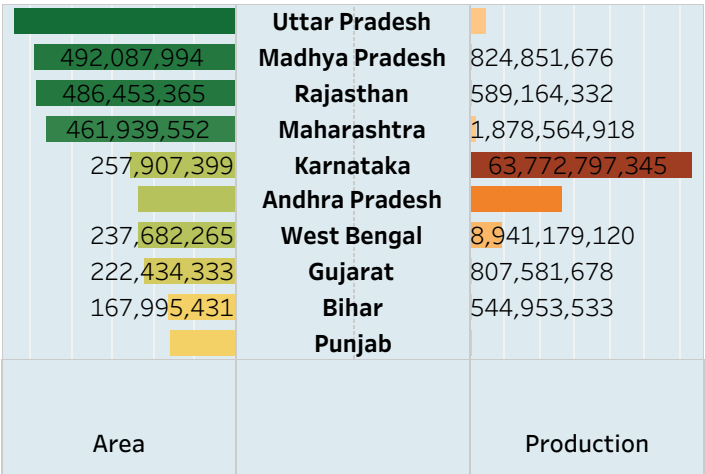 Uttar Pradesh
492,087,994 Madhya Pradesh 824,851,676
486,453,365 Rajasthan 589,164,332
461,939,552 Maharashtra 1,878,564,918
257,907,399 Karnataka 63,772,797,345
Andhra Pradesh
237,682,265 West Bengal 8,941,179,120
222,434,333 Gujarat 807,581,678
167,995,431 Bihar 544,953,533
Punjab
Area Production